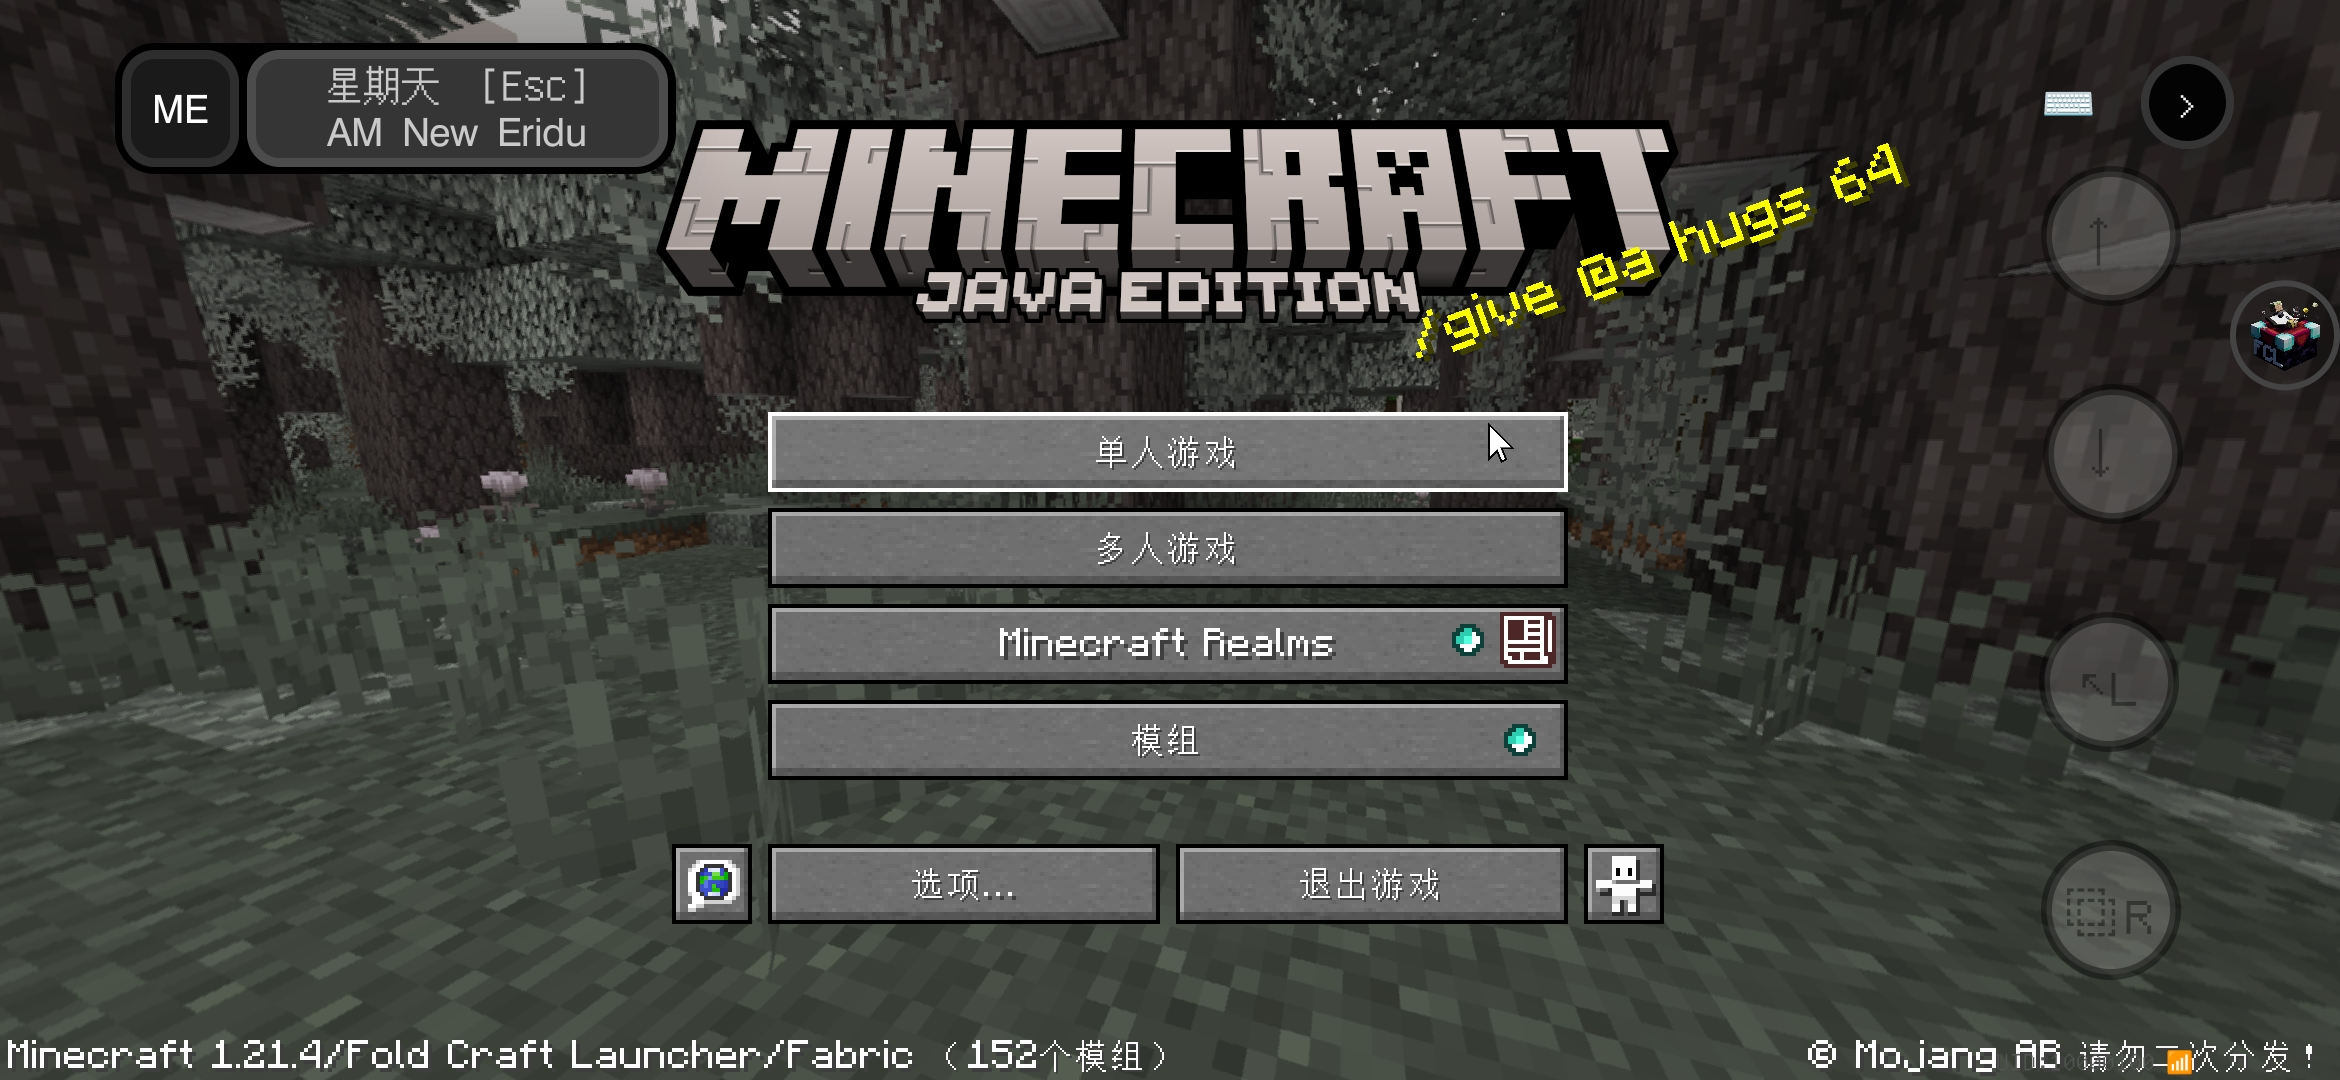 ME
星期天 [Esc]
AM New Eridu
MINECRAFT
JAVA EDITION
/give @a hugs 64
FCL
单人游戏
多人游戏
Minecraft Realms
模组
L
选项...
退出游戏
R
Minecraft 1.21.4/Fold Craft Launcher/Fabric （152个模组）
© Mojang AB 请勿二次分发！